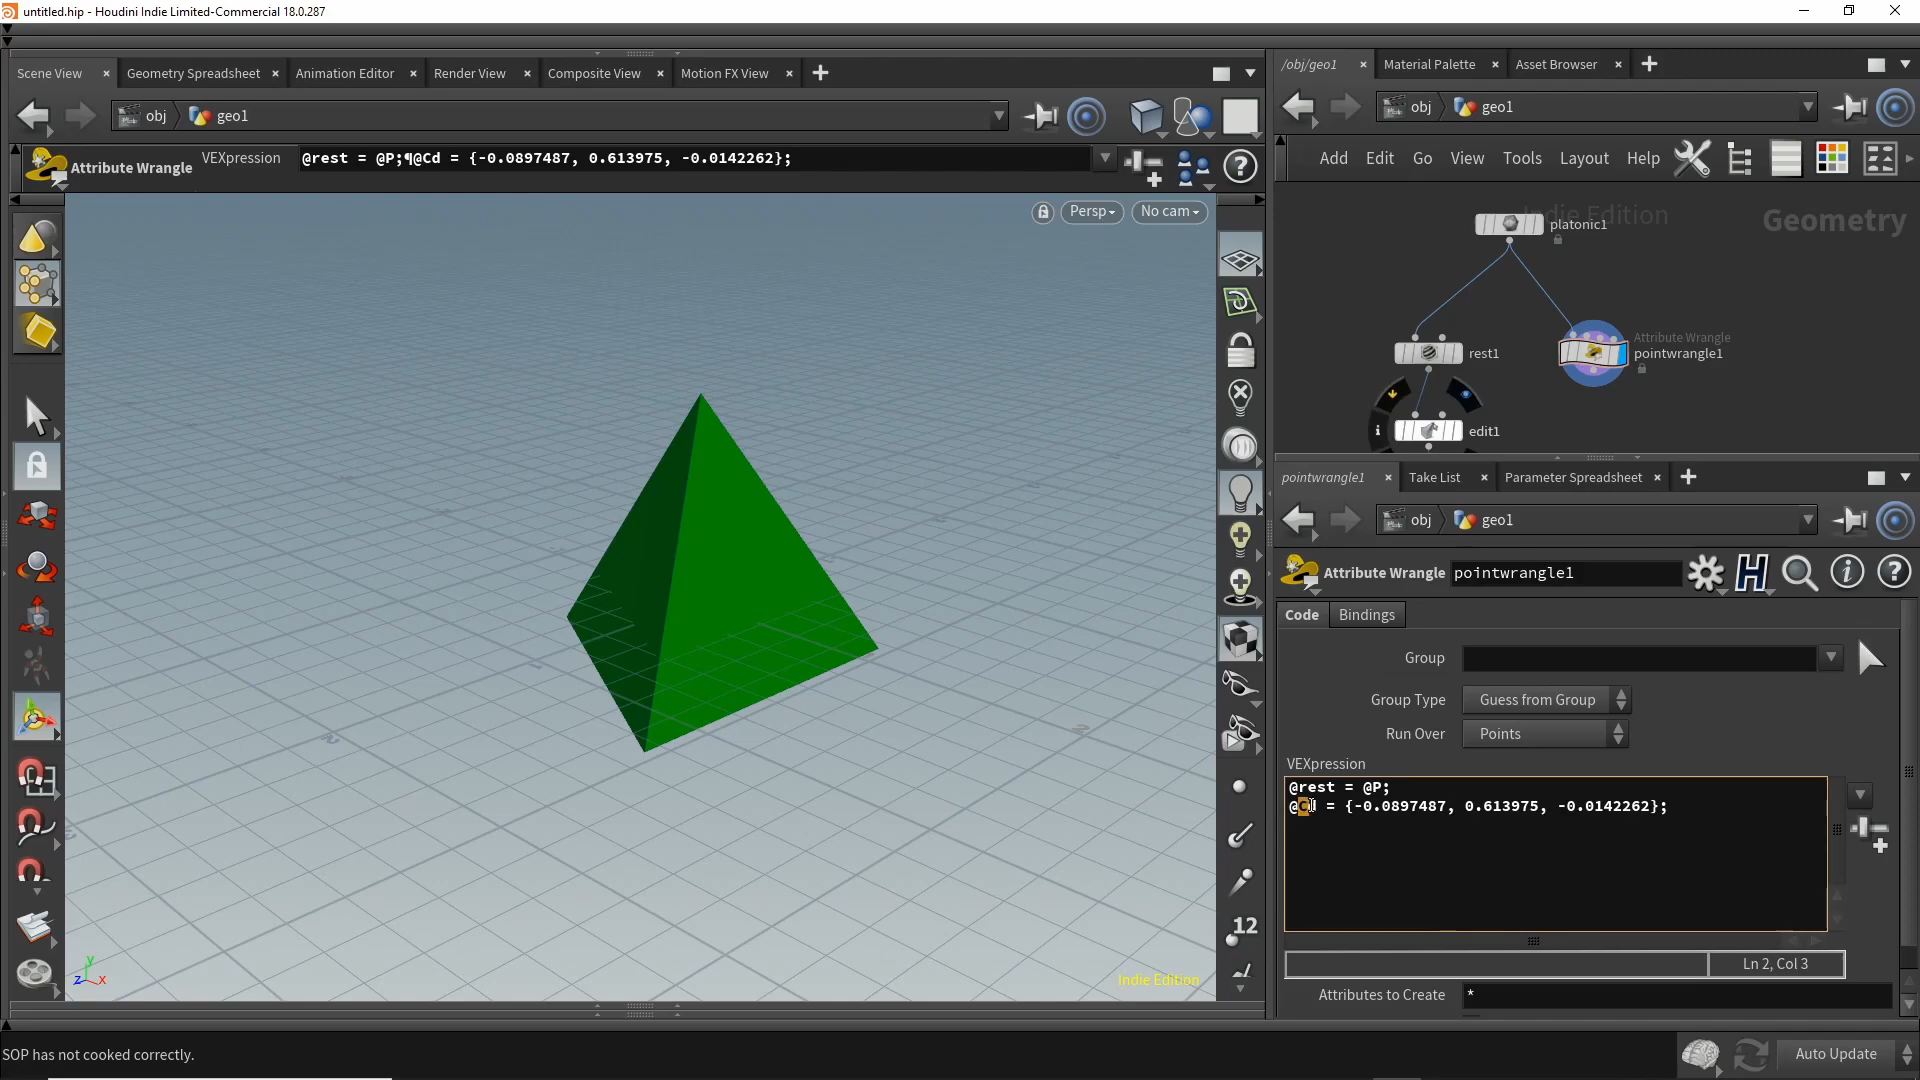 untitled.hip - Houdini Indie Limited-Commercial 18.0.287
Scene View
Geometry Spreadsheet
Animation Editor
Render View
Composite View
Motion FX View
obj
geo1
Attribute Wrangle
VEXpression
@rest = @P;¶@Cd = {-0.0897487, 0.613975, -0.0142262};
Persp
No cam
12
y
z
x
Indie Edition
/obj/geo1
Material Palette
Asset Browser
obj
geo1
Add
Edit
Go
View
Tools
Layout
Help
Indie Edition
Geometry
platonic1
rest1
Attribute Wrangle
pointwrangle1
edit1
pointwrangle1
Take List
Parameter Spreadsheet
obj
geo1
Attribute Wrangle
pointwrangle1
Code
Bindings
Group
Group Type
Guess from Group
Run Over
Points
VEXpression
@rest = @P;
@Cd = {-0.0897487, 0.613975, -0.0142262};
Ln 2, Col 3
Attributes to Create
*
SOP has not cooked correctly.
Auto Update